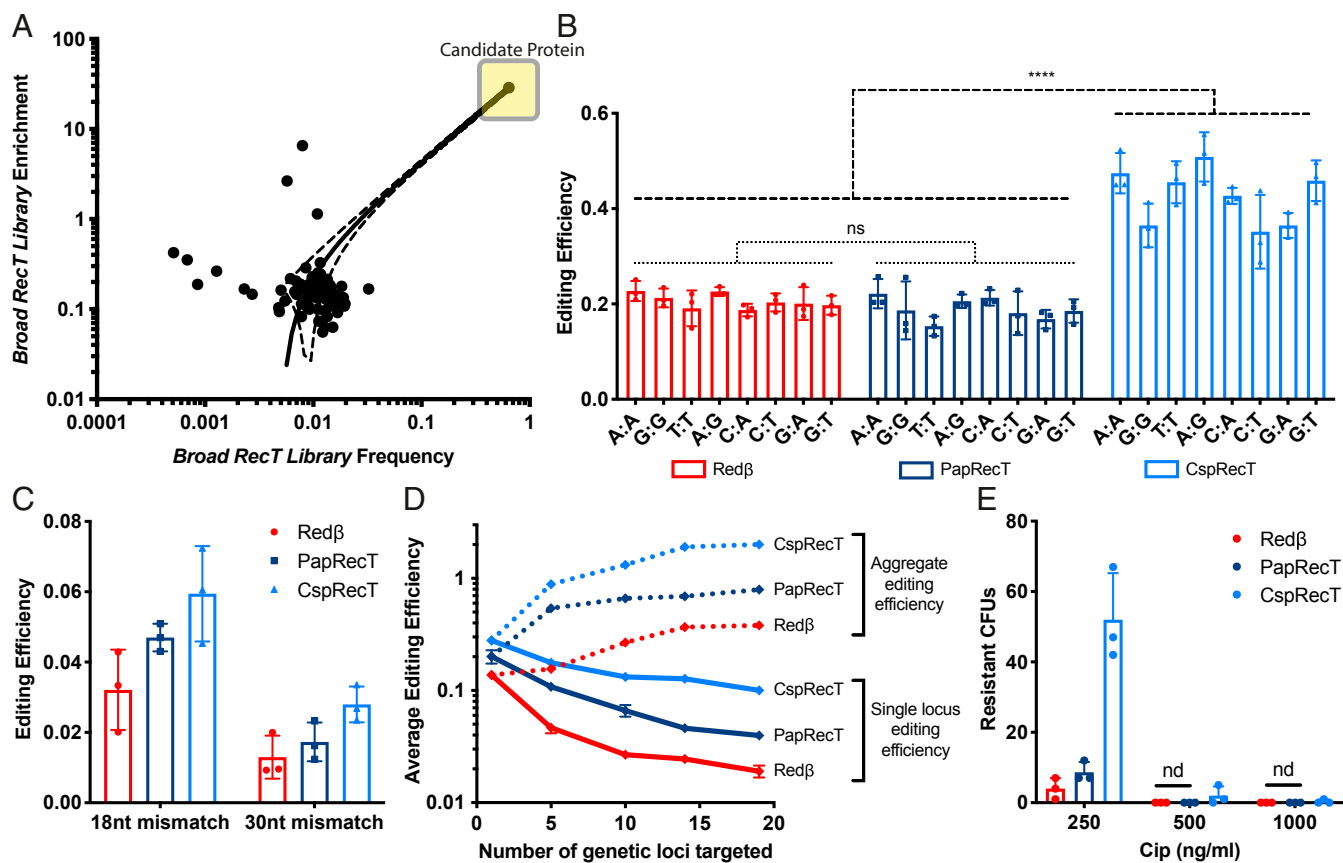 A
Broad RecT Library Enrichment
100
10
1
0.1
0.01
Candidate Protein
0.0001
0.001
0.01
0.1
1
Broad RecT Library Frequency
B
Editing Efficiency
0.6
0.4
0.2
0.0
****
ns
A:A
G:G
T:T
A:G
C:A
C:T
G:A
G:T
A:A
G:G
T:T
A:G
C:A
C:T
G:A
G:T
A:A
G:G
T:T
A:G
C:A
C:T
G:A
G:T
Redβ
PapRecT
CspRecT
C
Editing Efficiency
0.08
0.06
0.04
0.02
0.00
Redβ
PapRecT
CspRecT
18nt mismatch
30nt mismatch
D
Average Editing Efficiency
1
0.1
0.01
CspRecT
PapRecT
Redβ
Aggregate
editing
efficiency
CspRecT
PapRecT
Redβ
Single locus
editing
efficiency
0
5
10
15
20
Number of genetic loci targeted
E
Resistant CFUs
80
60
40
20
0
Redβ
PapRecT
CspRecT
nd
nd
250
500
1000
Cip (ng/ml)